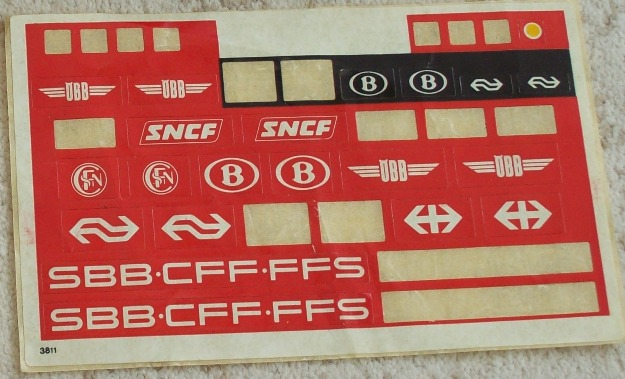 ÖBB ÖBB B B
SNCF SNCF
B B ÖBB ÖBB
SBB·CFF·FFS
SBB·CFF·FFS
3811